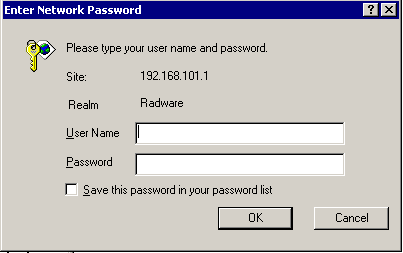 Enter Network Password
Please type your user name and password.
Site: 192.168.101.1
Realm Radware
User Name
Password
Save this password in your password list
OK Cancel